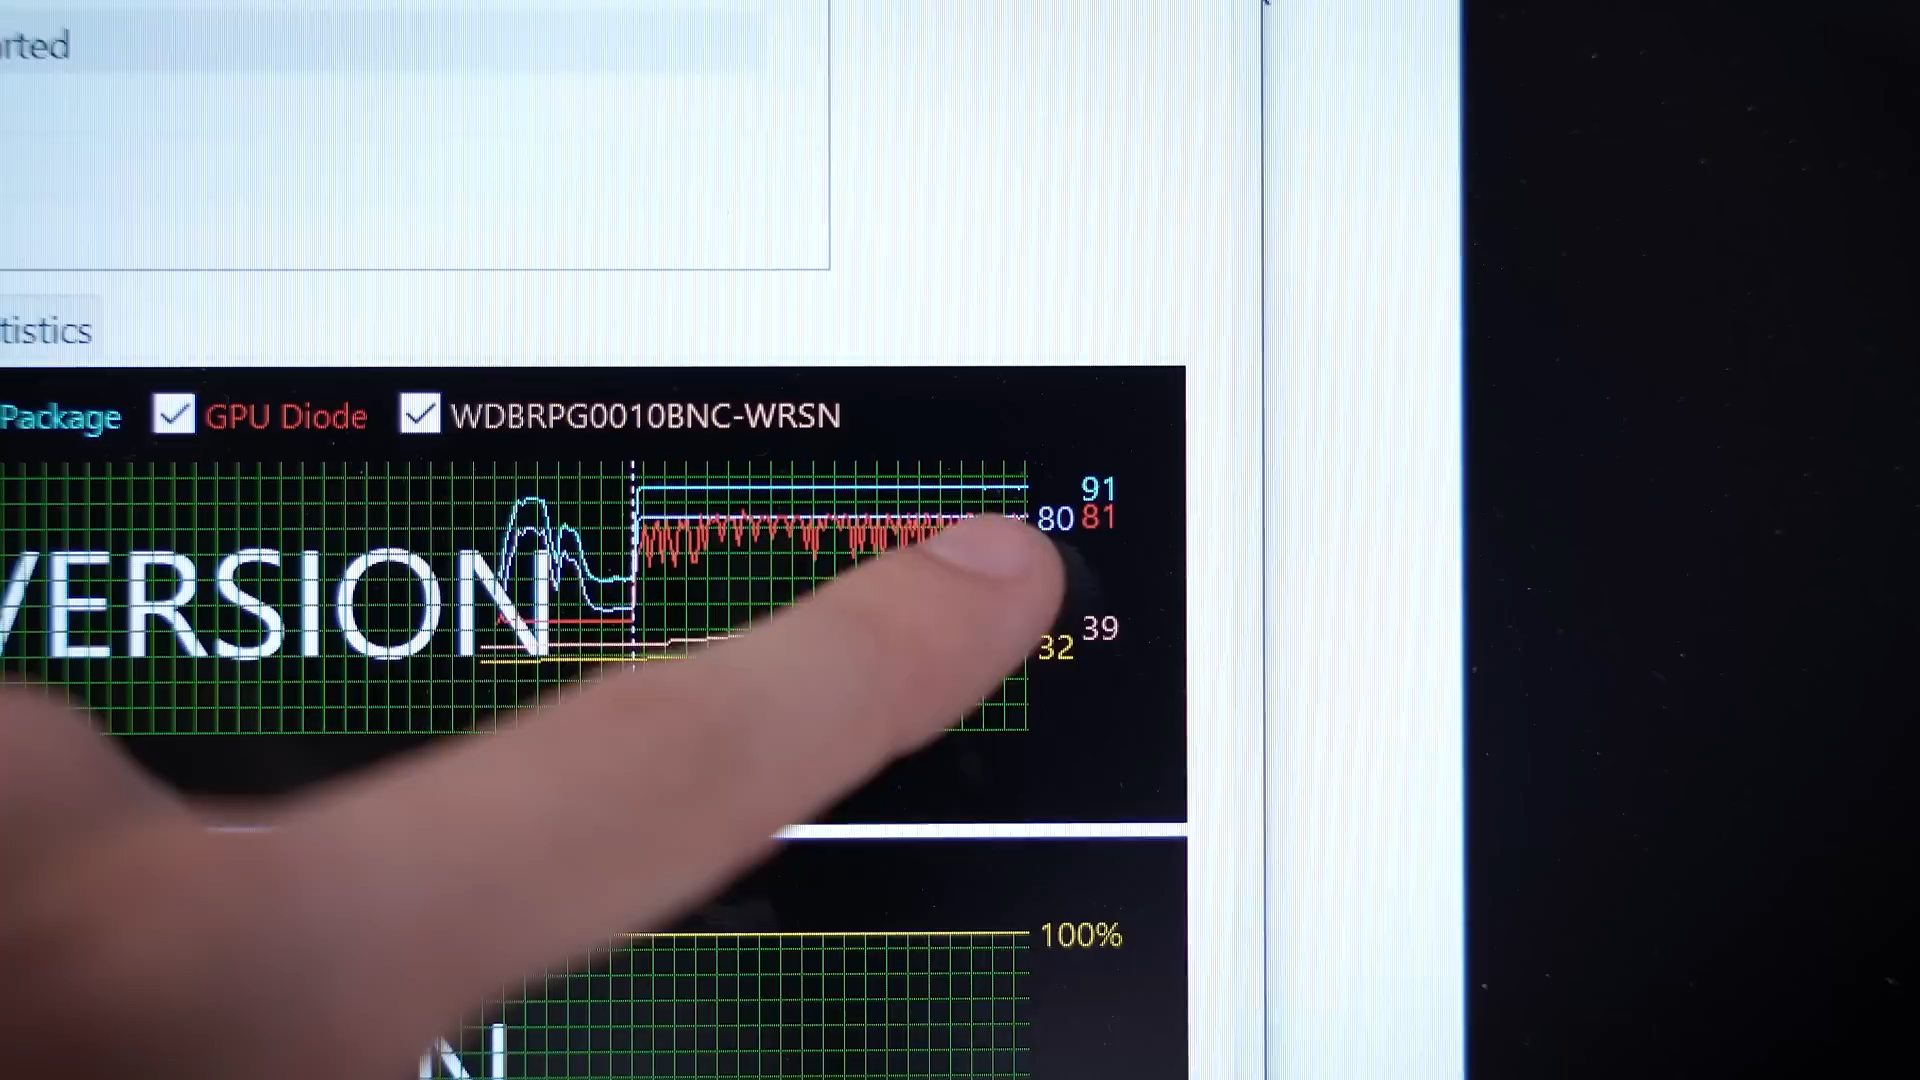 rted
tistics
Package GPU Diode WDBRPG0010BNC-WRSN
91
80 81
VERSION
39
32
100%
N